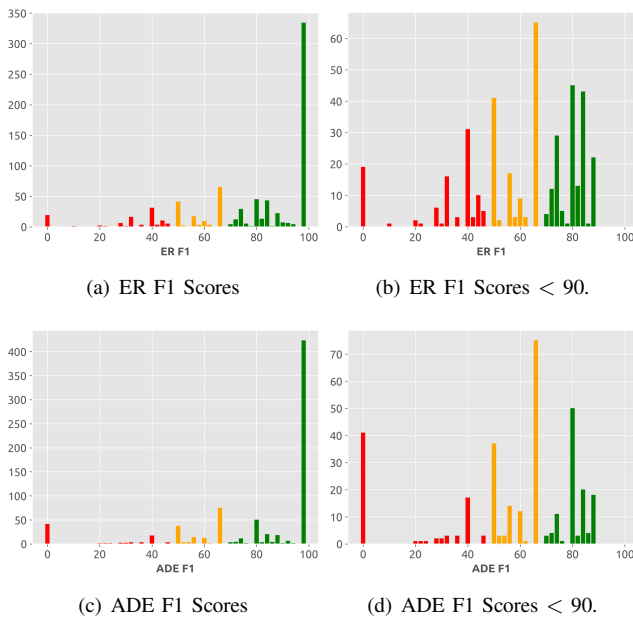 350
300
250
200
150
100
50
0
0 20 40 60 80 100
ER F1
(a) ER F1 Scores
60
50
40
30
20
10
0
0 20 40 60 80 100
ER F1
(b) ER F1 Scores < 90.
400
350
300
250
200
150
100
50
0
0 20 40 60 80 100
ADE F1
(c) ADE F1 Scores
70
60
50
40
30
20
10
0
0 20 40 60 80 100
ADE F1
(d) ADE F1 Scores < 90.